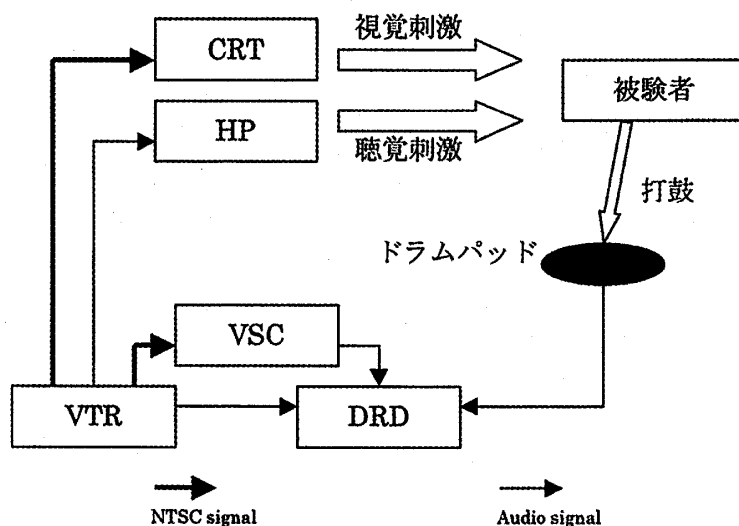 CRT
視覚刺激
HP
聴覚刺激
被験者
打鼓
ドラムパッド
VSC
VTR
DRD
NTSC signal
Audio signal